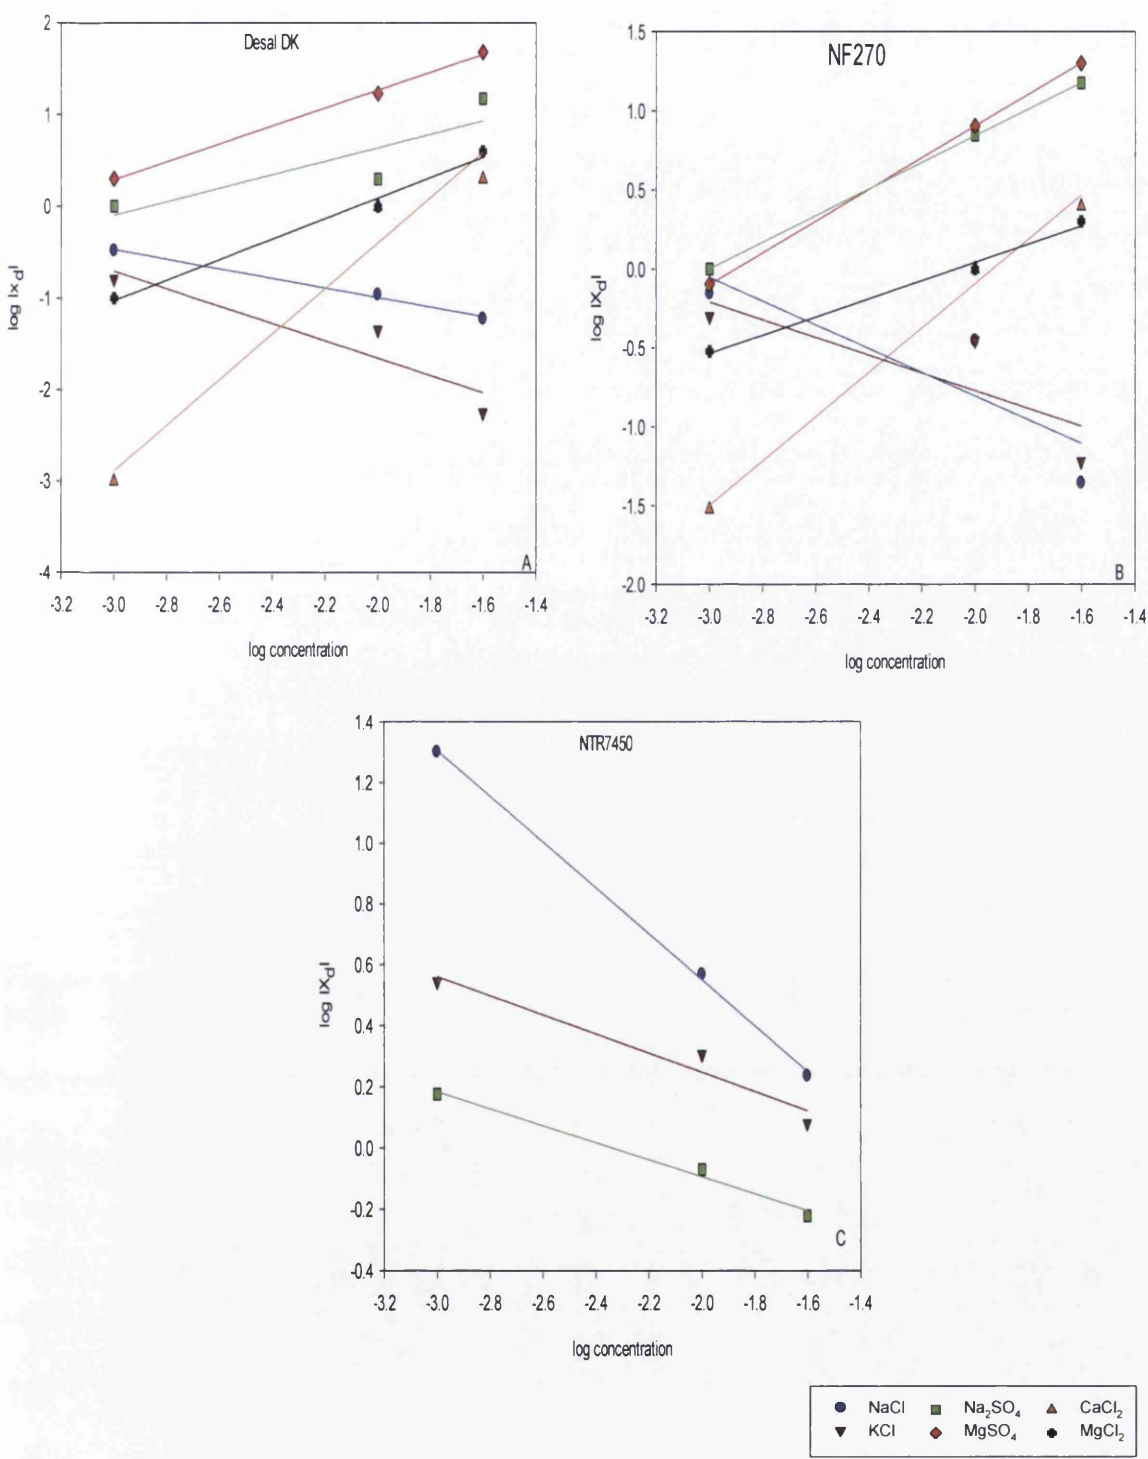 Desal DK
2
1
0
-1
-2
-3
-4
log |X_d|
A
-3.2 -3.0 -2.8 -2.6 -2.4 -2.2 -2.0 -1.8 -1.6 -1.4
log concentration
NF270
1.5
1.0
0.5
0.0
-0.5
-1.0
-1.5
-2.0
log |X_d|
B
-3.2 -3.0 -2.8 -2.6 -2.4 -2.2 -2.0 -1.8 -1.6 -1.4
log concentration
NTR7450
1.4
1.2
1.0
0.8
0.6
0.4
0.2
0.0
-0.2
-0.4
log |X_d|
C
-3.2 -3.0 -2.8 -2.6 -2.4 -2.2 -2.0 -1.8 -1.6 -1.4
log concentration
NaCl Na₂SO₄ CaCl₂
KCl MgSO₄ MgCl₂